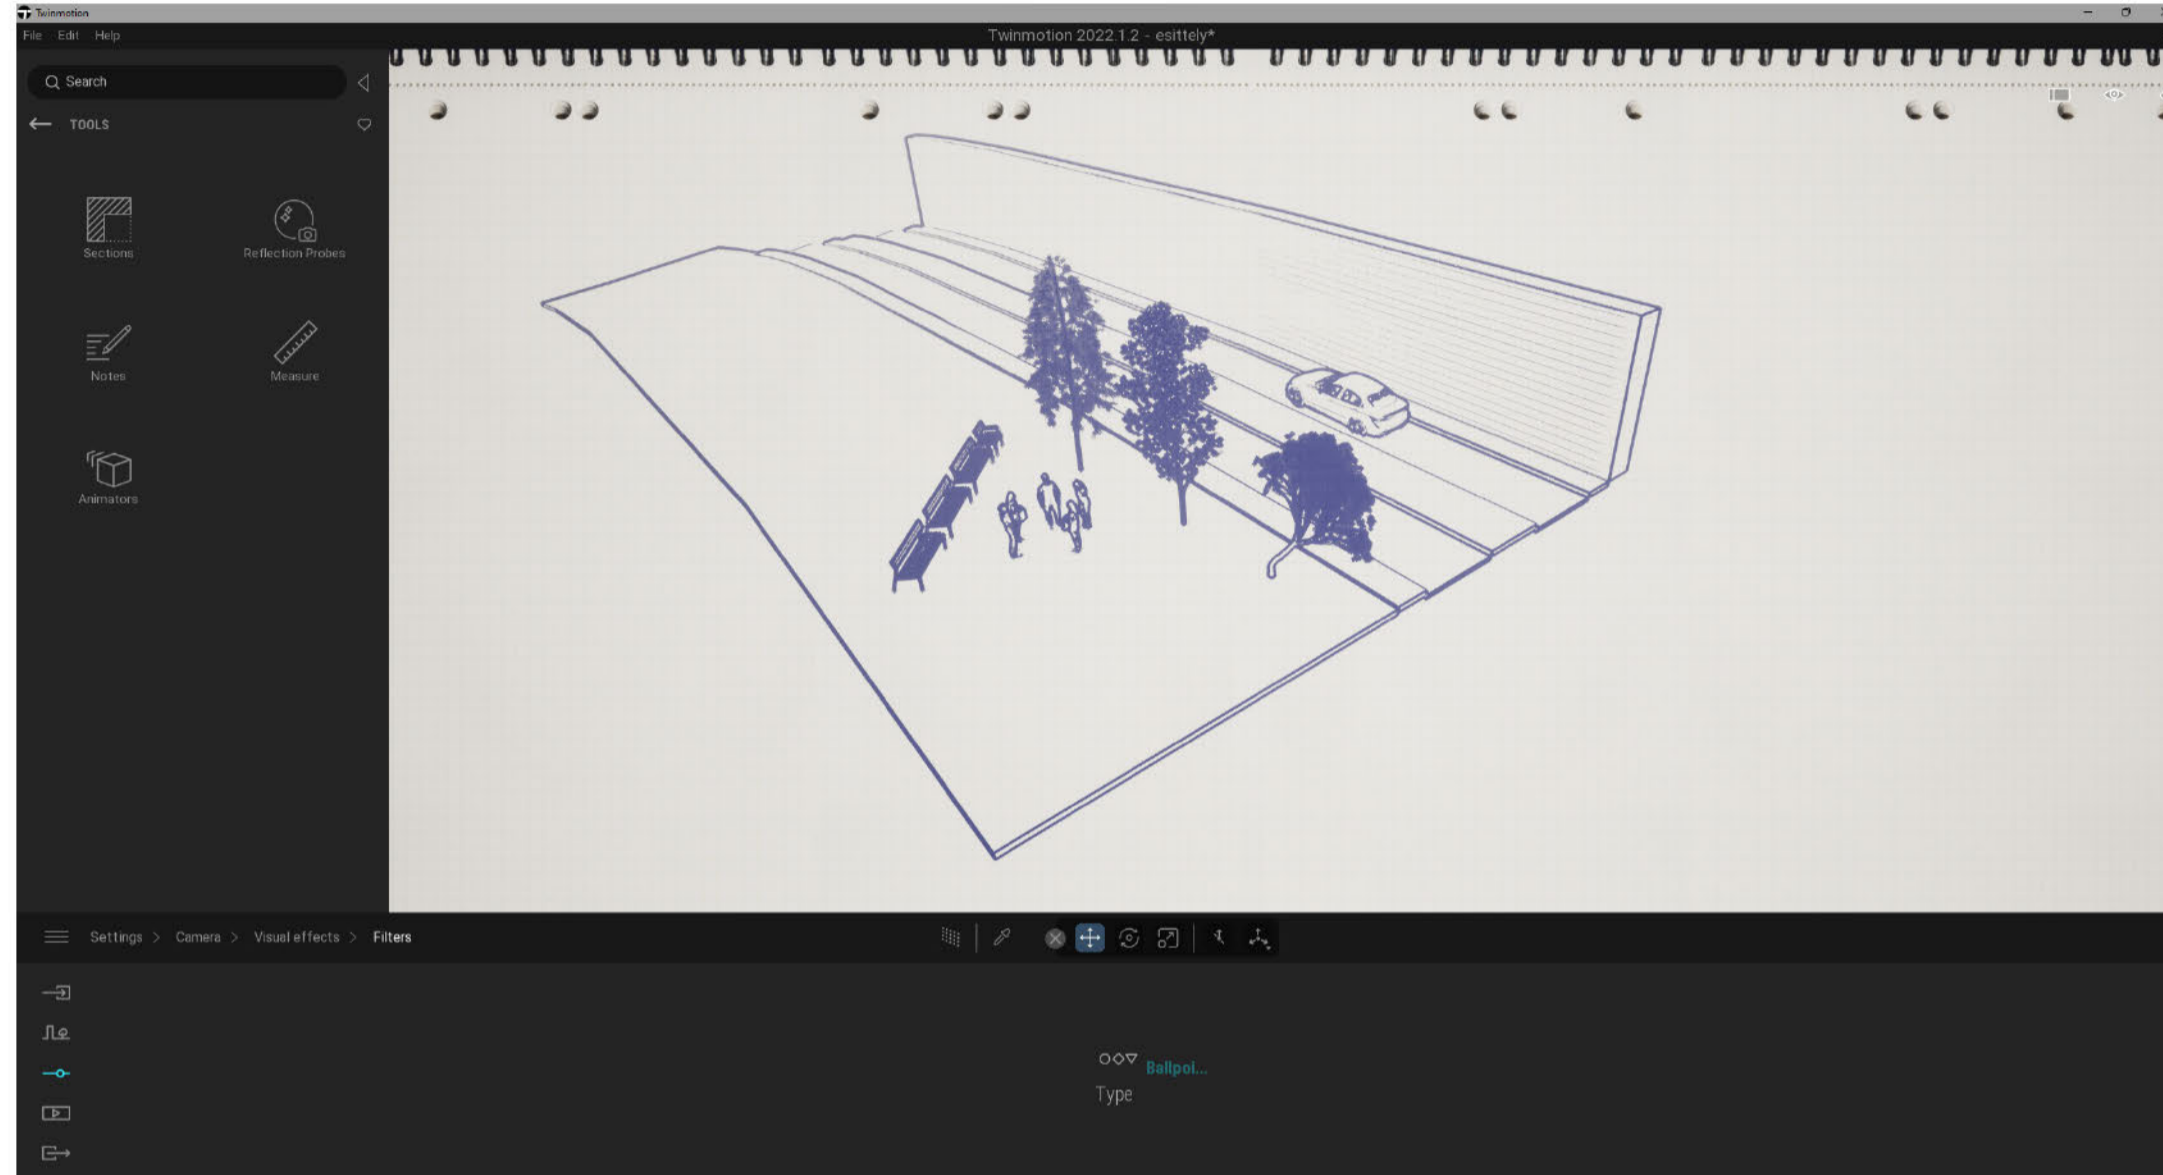 Twinmotion
File Edit Help
Twinmotion 2022.1.2 - esittely*
Search
TOOLS
Sections
Reflection Probes
Notes
Measure
Animators
Settings > Camera > Visual effects > Filters
Ballpoi...
Type